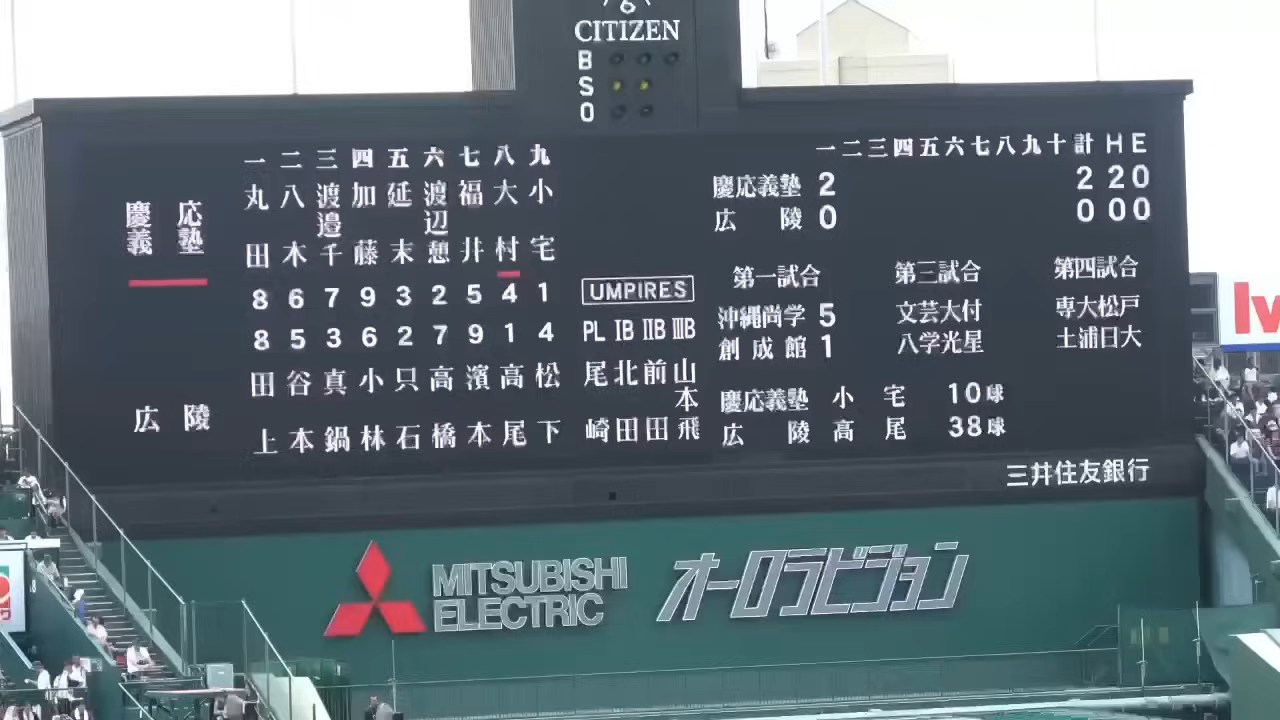 CITIZEN
B
S
O
一 二 三 四 五 六 七 八 九
慶応義塾
丸田 八木 渡邉千 加藤 延末 渡辺憩 福井 大村 小宅
8 6 7 9 3 2 5 4 1
8 5 3 6 2 7 9 1 4
広陵
田上 谷本 真鍋 小林 只石 高橋 濱本 高尾 松下
UMPIRES
PL ⅠB ⅡB ⅢB
尾崎 北田 前田 山本飛
一 二 三 四 五 六 七 八 九 十 計 H E
慶応義塾 2 2 2 0
広陵 0 0 0 0
第一試合 第三試合 第四試合
沖縄尚学 5 文芸大付 専大松戸
創成館 1 八学光星 土浦日大
慶応義塾 小宅 10球
広陵 高尾 38球
三井住友銀行
MITSUBISHI
ELECTRIC
オーロラビジョン